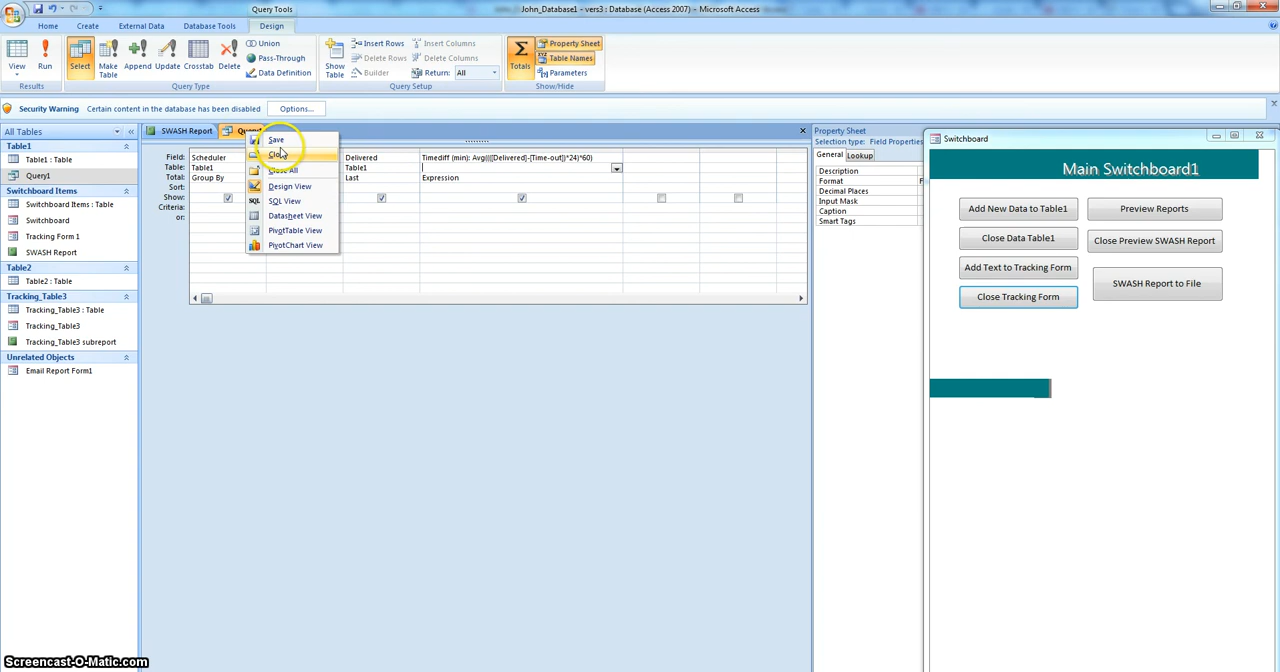 Query Tools
John_Database1 - vers3 : Database (Access 2007) - Microsoft Access
Home Create External Data Database Tools Design
View Run Select Make Table Append Update Crosstab Delete
Union
Pass-Through
Data Definition
Show Table
Insert Rows
Delete Rows
Builder
Insert Columns
Delete Columns
Return: All
Totals
Property Sheet
Table Names
Parameters
Results Query Type Query Setup Show/Hide
Security Warning Certain content in the database has been disabled Options...
All Tables
Table1
Table1 : Table
Query1
Switchboard Items
Switchboard Items : Table
Switchboard
Tracking Form 1
SWASH Report
Table2
Table2 : Table
Tracking_Table3
Tracking_Table3 : Table
Tracking_Table3
Tracking_Table3 subreport
Unrelated Objects
Email Report Form1
SWASH Report
Save
Close All
Design View
SQL SQL View
Datasheet View
PivotTable View
PivotChart View
Field: Scheduler Delivered Timediff (min): Avg((([Delivered]-[Time-out])*24)*60)
Table: Table1 Table1
Total: Group By Last Expression
Sort:
Show:
Criteria:
or:
Property Sheet
Selection type: Field Properties
General Lookup
Description
Format
Decimal Places
Input Mask
Caption
Smart Tags
Switchboard
Main Switchboard1
Add New Data to Table1 Preview Reports
Close Data Table1 Close Preview SWASH Report
Add Text to Tracking Form
SWASH Report to File
Close Tracking Form
Screencast-O-Matic.com